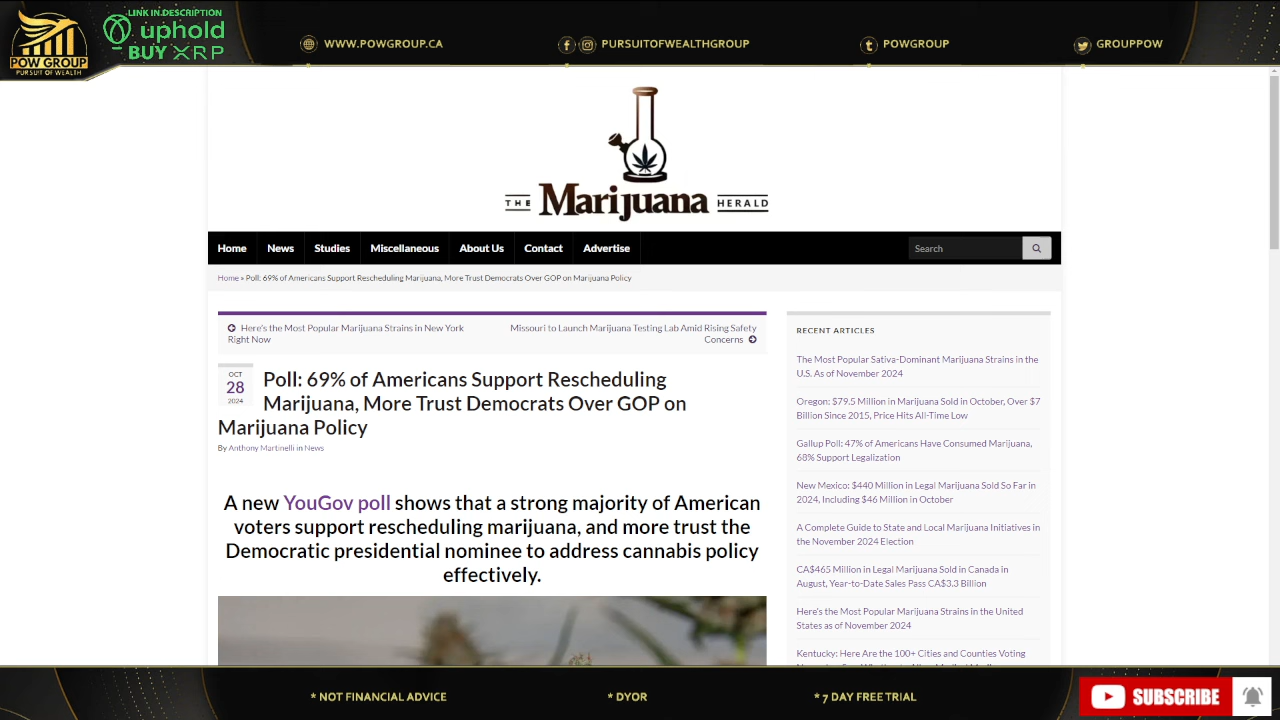 LINK IN DESCRIPTION
uphold
BUY XRP
POW GROUP
PURSUIT OF WEALTH
WWW.POWGROUP.CA
PURSUITOFWEALTHGROUP
POWGROUP
GROUPPOW
THE Marijuana HERALD
Home News Studies Miscellaneous About Us Contact Advertise Search
Home » Poll: 69% of Americans Support Rescheduling Marijuana, More Trust Democrats Over GOP on Marijuana Policy
Here's the Most Popular Marijuana Strains in New York
Right Now
Missouri to Launch Marijuana Testing Lab Amid Rising Safety
Concerns
OCT
28
2024
Poll: 69% of Americans Support Rescheduling
Marijuana, More Trust Democrats Over GOP on
Marijuana Policy
By Anthony Martinelli in News
A new YouGov poll shows that a strong majority of American
voters support rescheduling marijuana, and more trust the
Democratic presidential nominee to address cannabis policy
effectively.
RECENT ARTICLES
The Most Popular Sativa-Dominant Marijuana Strains in the
U.S. As of November 2024
Oregon: $79.5 Million in Marijuana Sold in October, Over $7
Billion Since 2015, Price Hits All-Time Low
Gallup Poll: 47% of Americans Have Consumed Marijuana,
68% Support Legalization
New Mexico: $440 Million in Legal Marijuana Sold So Far in
2024, Including $46 Million in October
A Complete Guide to State and Local Marijuana Initiatives in
the November 2024 Election
CA$465 Million in Legal Marijuana Sold in Canada in
August, Year-to-Date Sales Pass CA$3.3 Billion
Here's the Most Popular Marijuana Strains in the United
States as of November 2024
Kentucky: Here Are the 100+ Cities and Counties Voting
* NOT FINANCIAL ADVICE
* DYOR
* 7 DAY FREE TRIAL
SUBSCRIBE